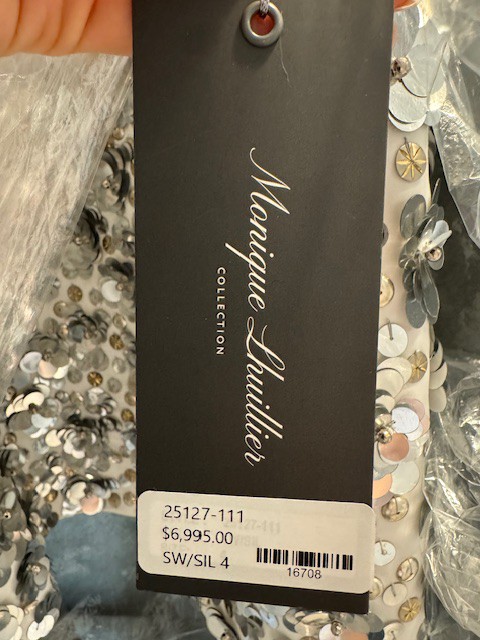 Monique Lhuillier
COLLECTION
25127-111
$6,995.00
SW/SIL 4
16708